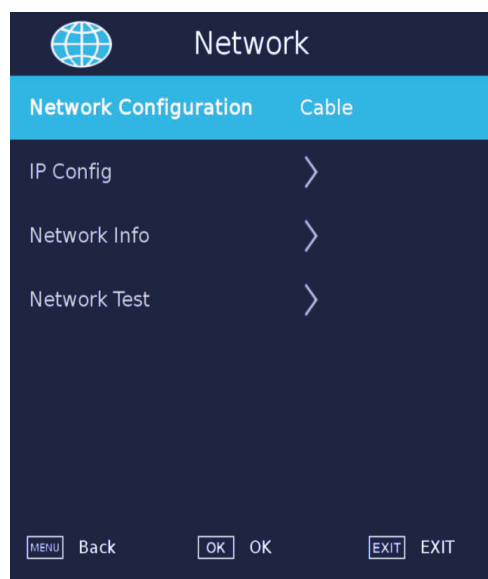 Network
Network Configuration Cable
IP Config
Network Info
Network Test
MENU Back OK OK EXIT EXIT